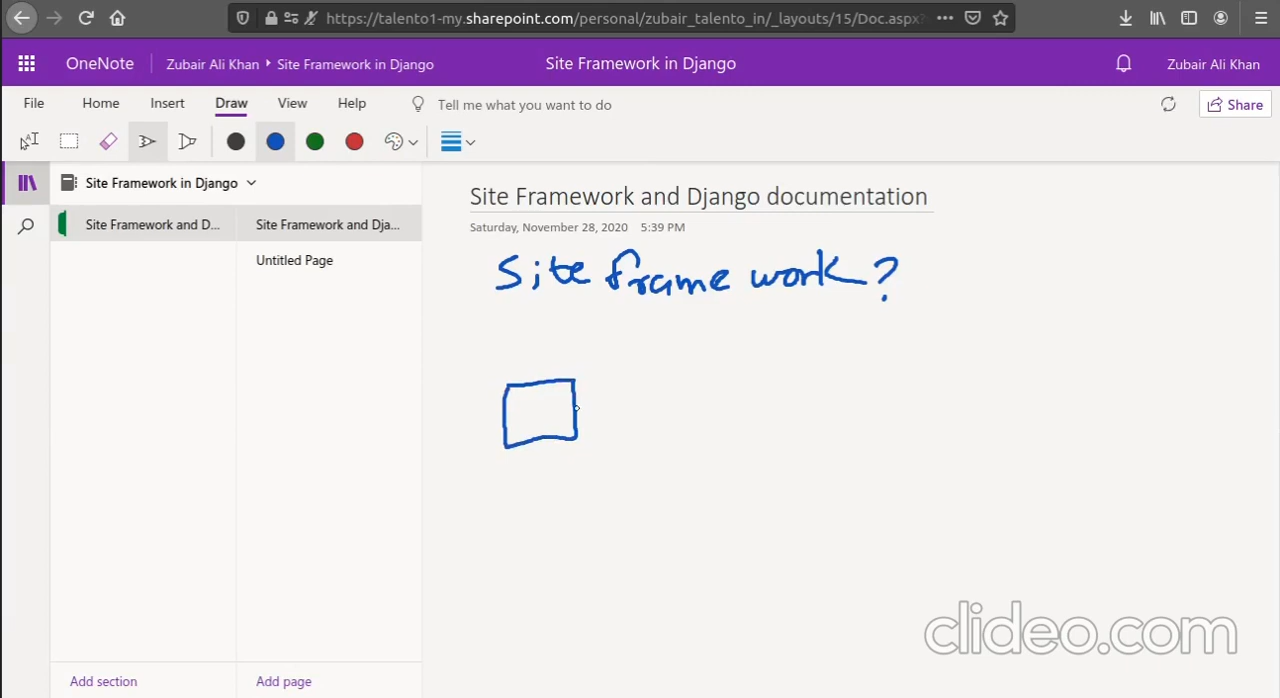 https://talento1-my.sharepoint.com/personal/zubair_talento_in/_layouts/15/Doc.aspx?
OneNote
Zubair Ali Khan ‣ Site Framework in Django
Site Framework in Django
Zubair Ali Khan
File Home Insert Draw View Help
Tell me what you want to do
Share
Site Framework in Django
Site Framework and D...
Site Framework and Dja...
Untitled Page
Site Framework and Django documentation
Saturday, November 28, 2020 5:39 PM
Site frame work?
Add section
Add page
clideo.com